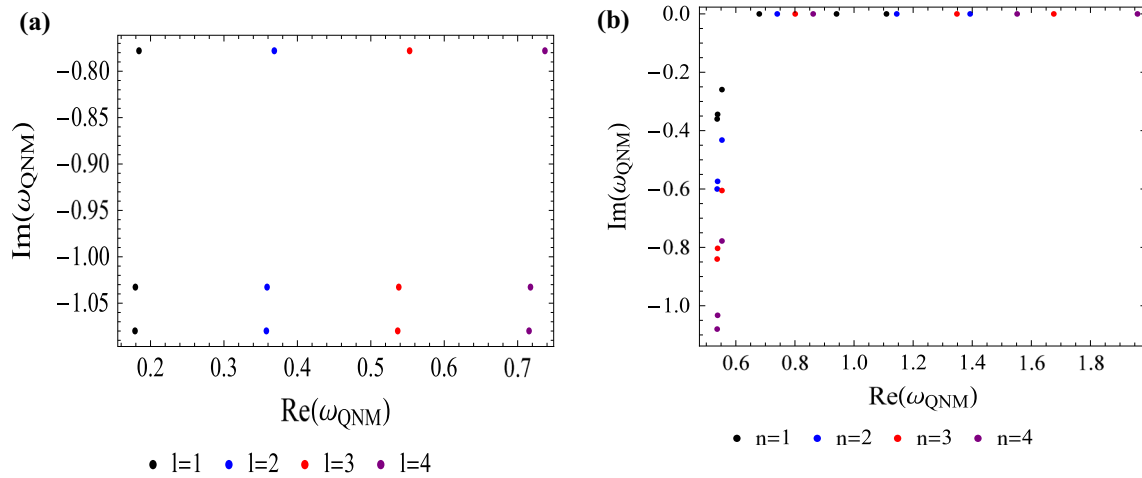 (a)
Im(ωQNM)
−0.80
−0.85
−0.90
−0.95
−1.00
−1.05
0.2 0.3 0.4 0.5 0.6 0.7
Re(ωQNM)
l=1 l=2 l=3 l=4
(b)
Im(ωQNM)
0.0
−0.2
−0.4
−0.6
−0.8
−1.0
0.6 0.8 1.0 1.2 1.4 1.6 1.8
Re(ωQNM)
n=1 n=2 n=3 n=4